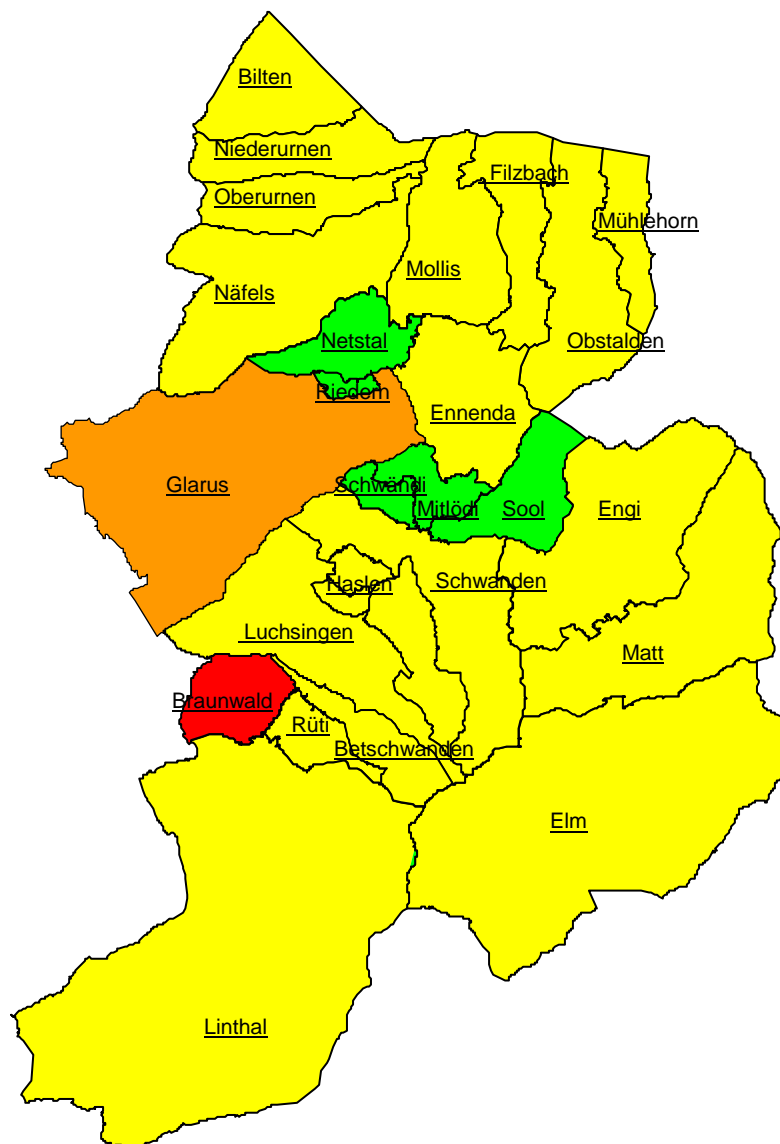 Bilten
Niederurnen
Filzbach
Oberurnen
Mühlehorn
Mollis
Näfels
Netstal
Obstalden
Riedern
Ennenda
Glarus
Schwändi
Mitlödi
Sool
Engi
Haslen
Schwanden
Luchsingen
Matt
Braunwald
Rüti
Betschwanden
Elm
Linthal